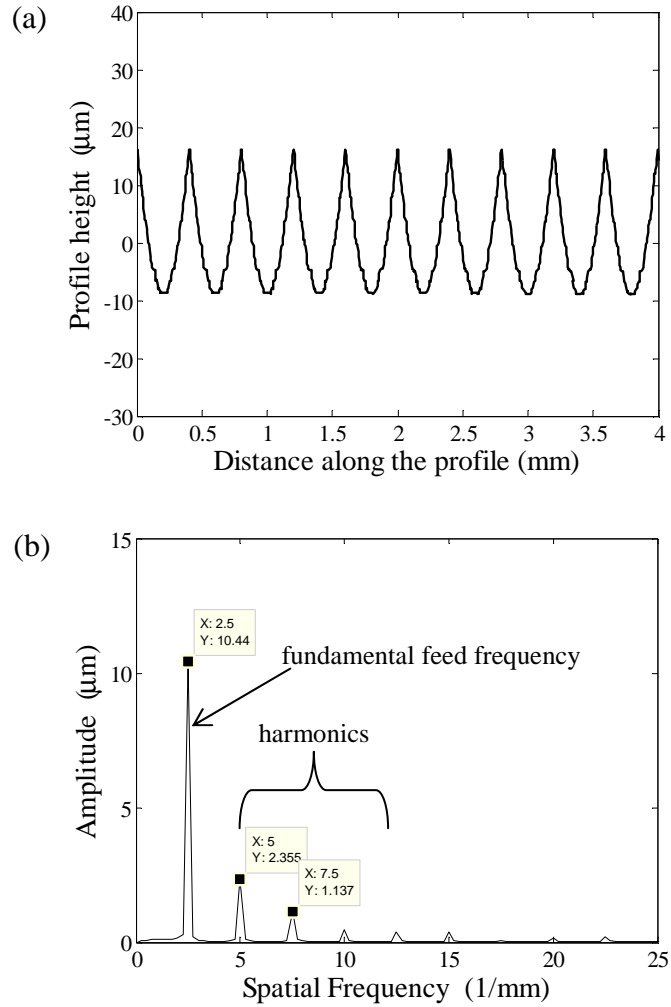 (a)
40
30
20
10
0
-10
-20
-30
Profile height (μm)
0 0.5 1 1.5 2 2.5 3 3.5 4
Distance along the profile (mm)
(b)
15
10
5
0
Amplitude (μm)
X: 2.5
Y: 10.44
fundamental feed frequency
harmonics
X: 5
Y: 2.355
X: 7.5
Y: 1.137
0 5 10 15 20 25
Spatial Frequency (1/mm)